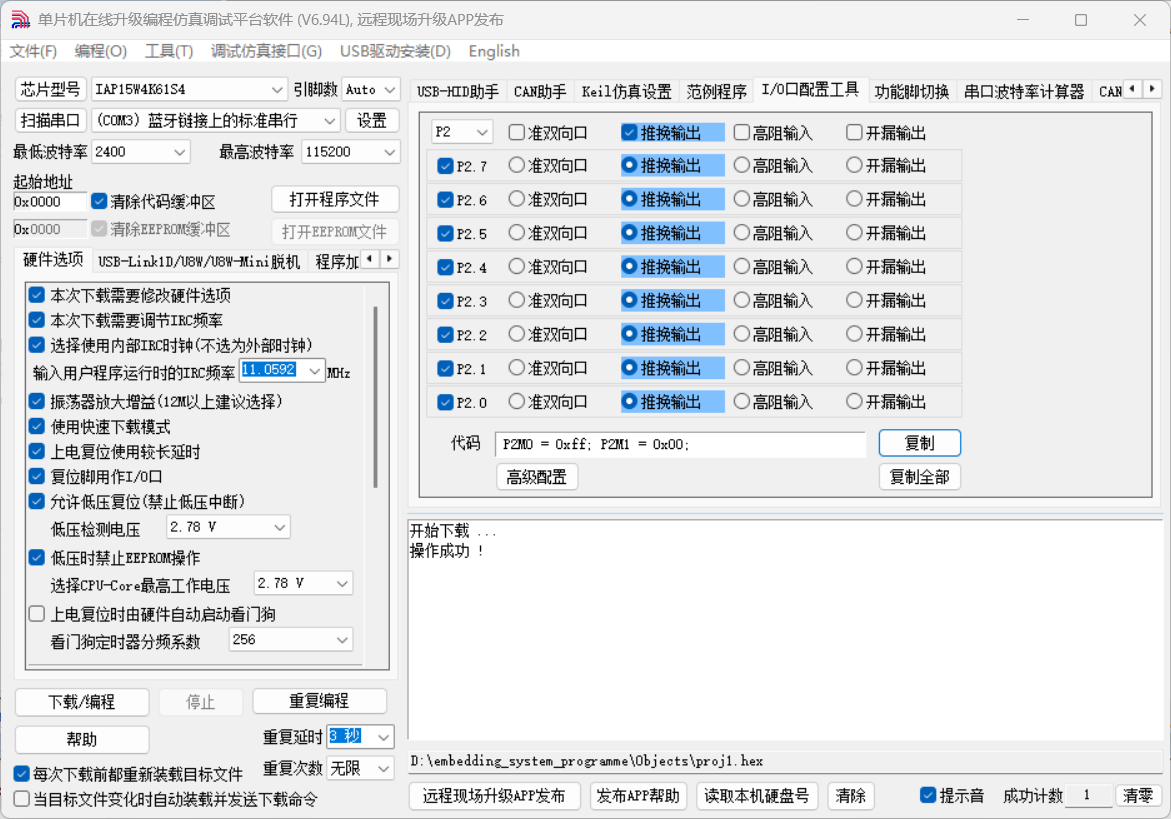 单片机在线升级编程仿真调试平台软件 (V6.94L), 远程现场升级APP发布
文件(F) 编程(O) 工具(T) 调试仿真接口(G) USB驱动安装(D) English
芯片型号 IAP15W4K61S4 引脚数 Auto
扫描串口 (COM3) 蓝牙链接上的标准串行 设置
最低波特率 2400 最高波特率 115200
起始地址
0x0000 清除代码缓冲区 打开程序文件
0x0000 清除EEPROM缓冲区 打开EEPROM文件
硬件选项 USB-Link1D/U8W/U8W-Mini脱机 程序加
本次下载需要修改硬件选项
本次下载需要调节IRC频率
选择使用内部IRC时钟(不选为外部时钟)
输入用户程序运行时的IRC频率 11.0592 MHz
振荡器放大增益(12M以上建议选择)
使用快速下载模式
上电复位使用较长延时
复位脚用作I/O口
允许低压复位(禁止低压中断)
低压检测电压 2.78 V
低压时禁止EEPROM操作
选择CPU-Core最高工作电压 2.78 V
上电复位时由硬件自动启动看门狗
看门狗定时器分频系数 256
下载/编程 停止 重复编程
帮助 重复延时 3 秒
每次下载前都重新装载目标文件 重复次数 无限
当目标文件变化时自动装载并发送下载命令
USB-HID助手 CAN助手 Keil仿真设置 范例程序 I/O口配置工具 功能脚切换 串口波特率计算器 CAN
P2 准双向口 推换输出 高阻输入 开漏输出
P2.7 准双向口 推换输出 高阻输入 开漏输出
P2.6 准双向口 推换输出 高阻输入 开漏输出
P2.5 准双向口 推换输出 高阻输入 开漏输出
P2.4 准双向口 推换输出 高阻输入 开漏输出
P2.3 准双向口 推换输出 高阻输入 开漏输出
P2.2 准双向口 推换输出 高阻输入 开漏输出
P2.1 准双向口 推换输出 高阻输入 开漏输出
P2.0 准双向口 推换输出 高阻输入 开漏输出
代码 P2M0 = 0xff; P2M1 = 0x00; 复制
高级配置 复制全部
开始下载 ...
操作成功 !
D:\embedding_system_programme\Objects\proj1.hex
远程现场升级APP发布 发布APP帮助 读取本机硬盘号 清除 提示音 成功计数 1 清零